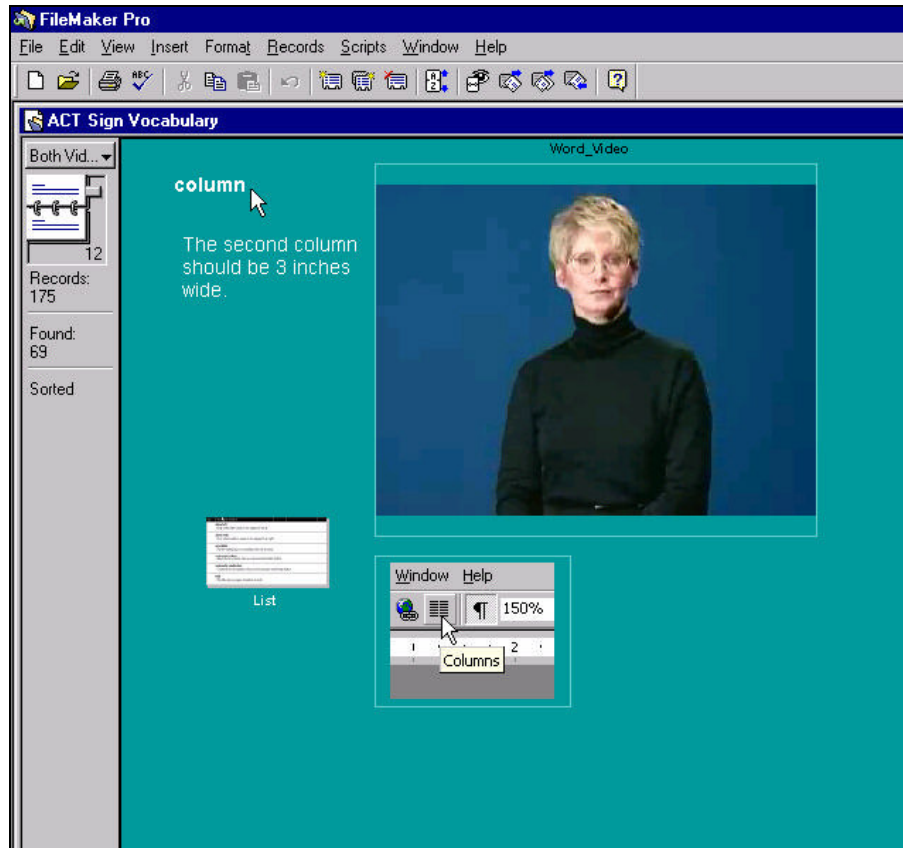 FileMaker Pro
File Edit View Insert Format Records Scripts Window Help
ABC
ACT Sign Vocabulary
Both Vid...
12
Records:
175
Found:
69
Sorted
column
The second column
should be 3 inches
wide.
List
Word_Video
Window Help
150%
2
Columns